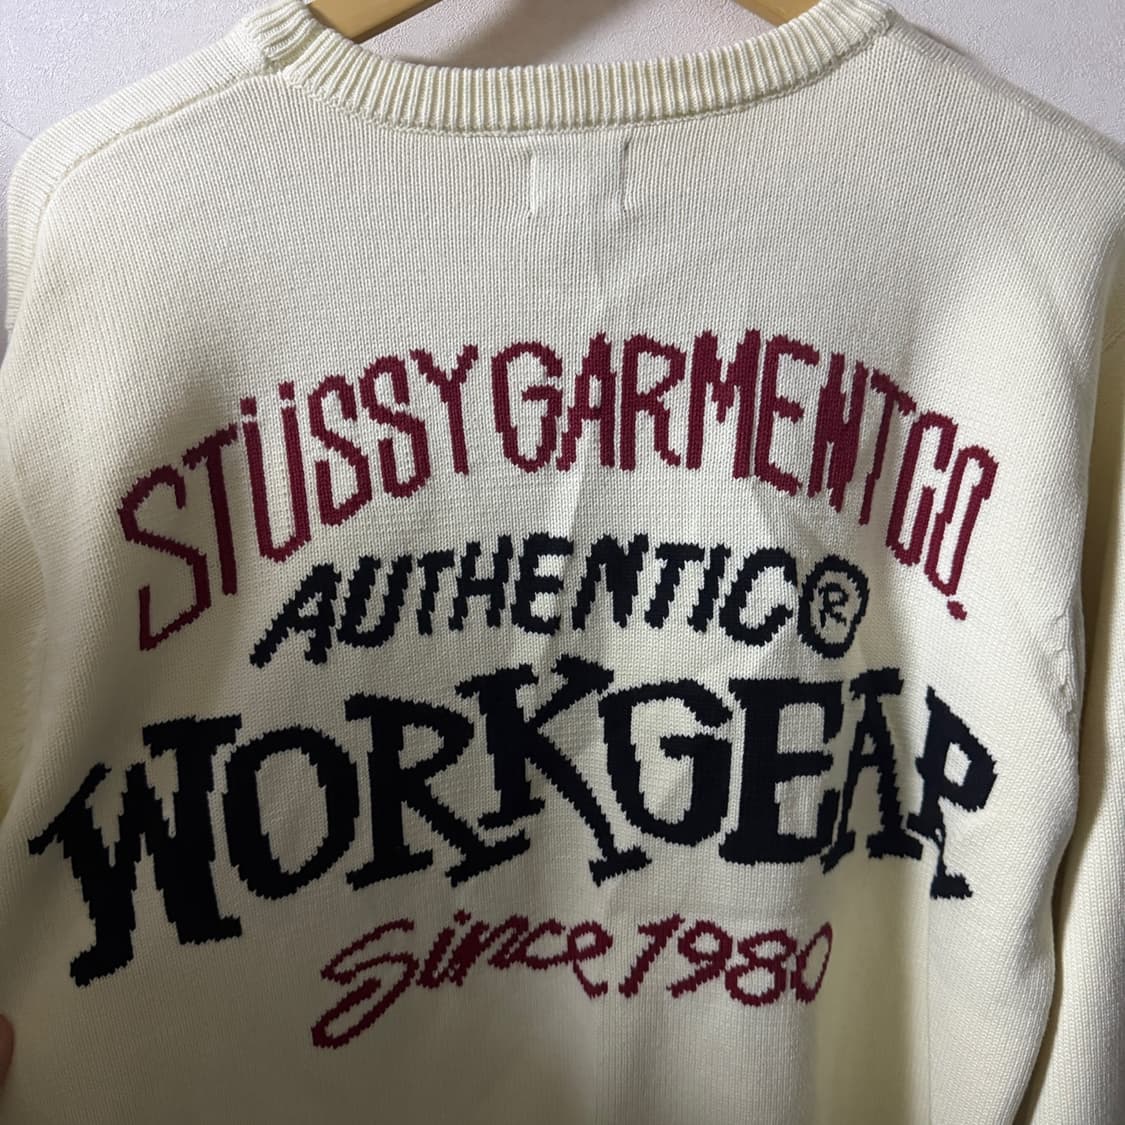 STÜSSY GARMENT CO.
AUTHENTIC®
WORKGEAR
Since 1980